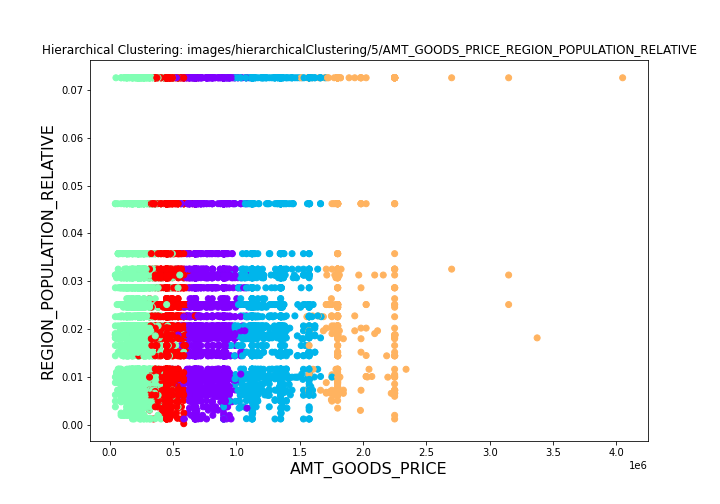 Hierarchical Clustering: images/hierarchicalClustering/5/AMT_GOODS_PRICE_REGION_POPULATION_RELATIVE
REGION_POPULATION_RELATIVE
0.07
0.06
0.05
0.04
0.03
0.02
0.01
0.00
0.0 0.5 1.0 1.5 2.0 2.5 3.0 3.5 4.0
1e6
AMT_GOODS_PRICE